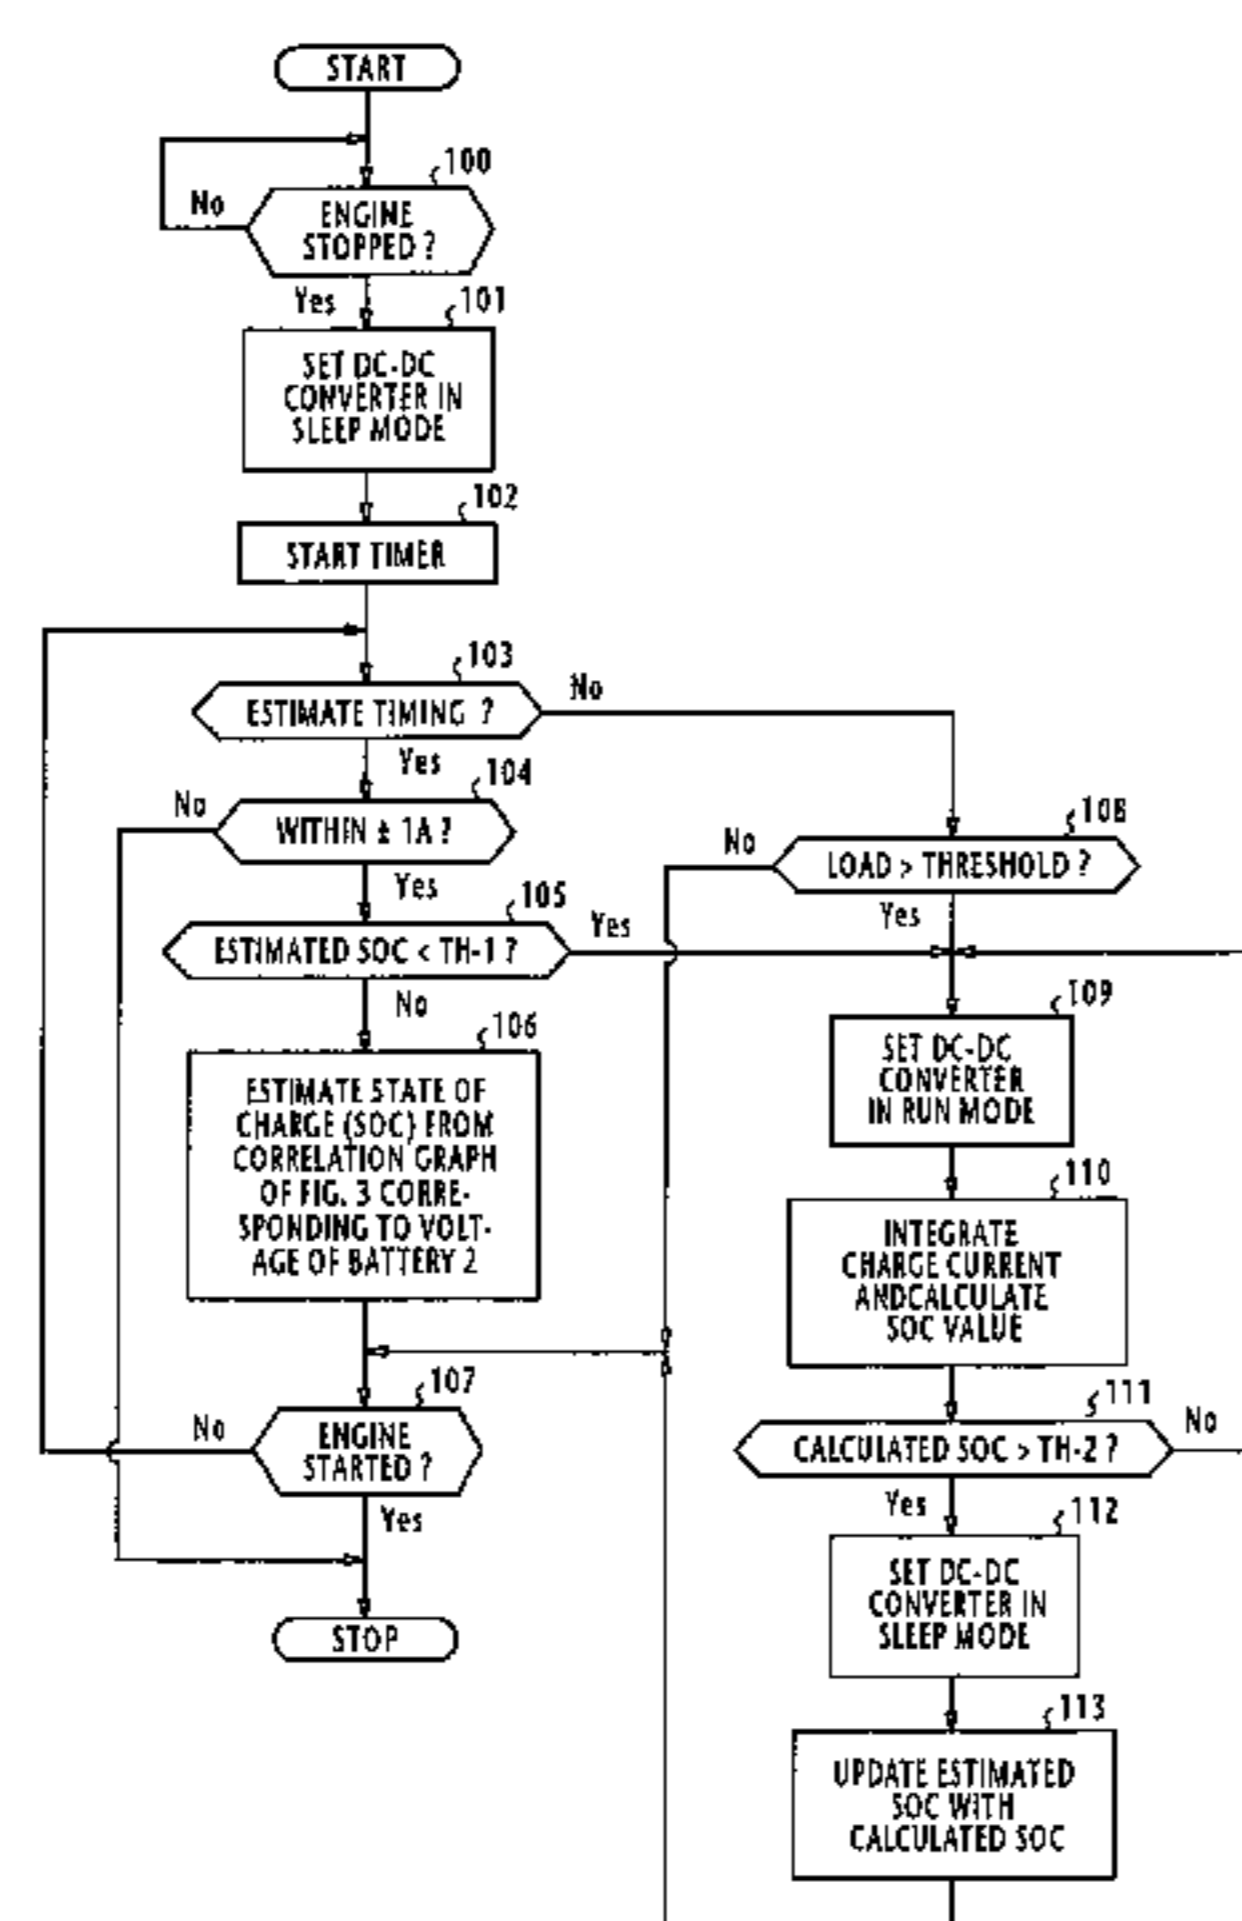 START
100
No
ENGINE
STOPPED ?
Yes
101
SET DC-DC
CONVERTER IN
SLEEP MODE
102
START TIMER
103
ESTIMATE TIMING ?
No
Yes
104
No
WITHIN ± 1A ?
Yes
105
ESTIMATED SOC < TH-1 ?
Yes
No
106
ESTIMATE STATE OF
CHARGE (SOC) FROM
CORRELATION GRAPH
OF FIG. 3 CORRE-
SPONDING TO VOLT-
AGE OF BATTERY 2
107
No
ENGINE
STARTED ?
Yes
STOP
108
No
LOAD > THRESHOLD ?
Yes
109
SET DC-DC
CONVERTER
IN RUN MODE
110
INTEGRATE
CHARGE CURRENT
ANDCALCULATE
SOC VALUE
111
CALCULATED SOC > TH-2 ?
No
Yes
112
SET DC-DC
CONVERTER IN
SLEEP MODE
113
UPDATE ESTIMATED
SOC WITH
CALCULATED SOC